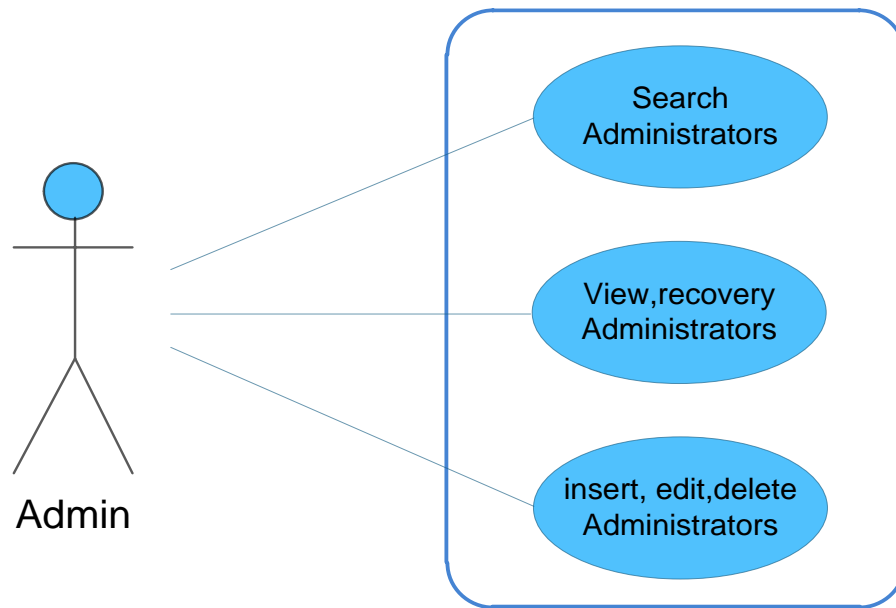 Search
Administrators
View,recovery
Administrators
insert, edit,delete
Administrators
Admin